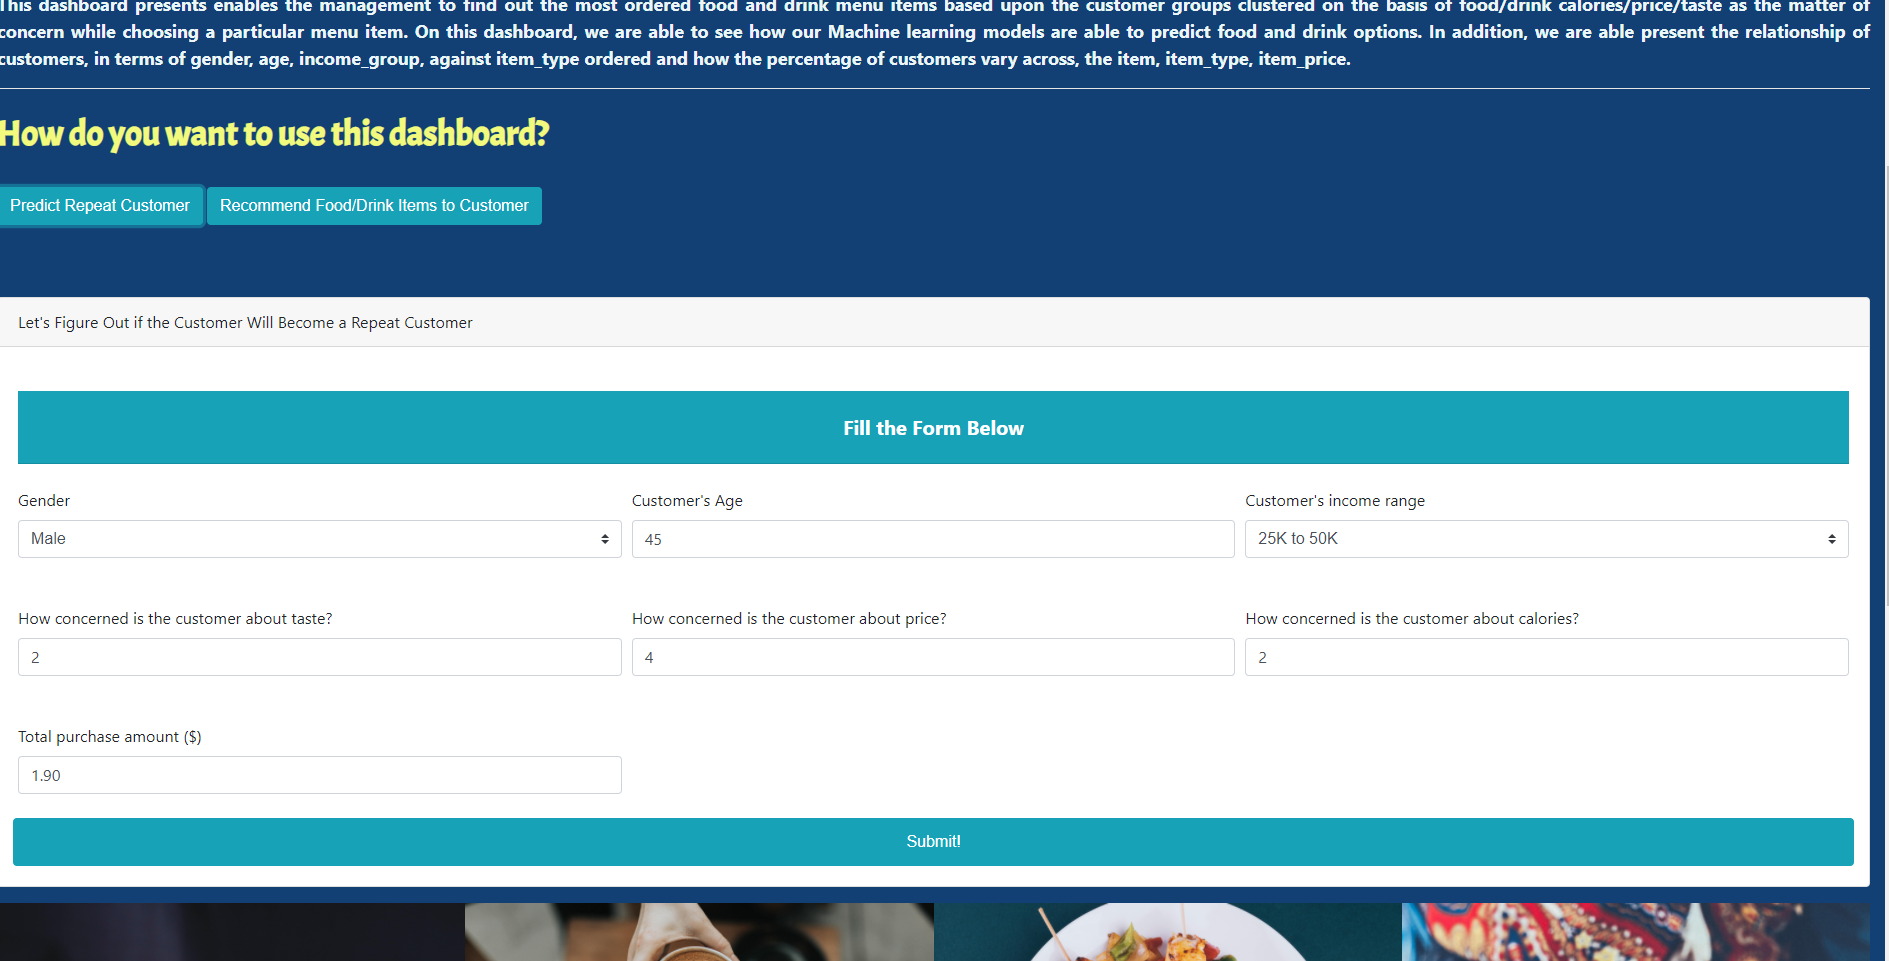 This dashboard presents enables the management to find out the most ordered food and drink menu items based upon the customer groups clustered on the basis of food/drink calories/price/taste as the matter of
concern while choosing a particular menu item. On this dashboard, we are able to see how our Machine learning models are able to predict food and drink options. In addition, we are able present the relationship of
customers, in terms of gender, age, income_group, against item_type ordered and how the percentage of customers vary across, the item, item_type, item_price.
How do you want to use this dashboard?
Predict Repeat Customer Recommend Food/Drink Items to Customer
Let's Figure Out if the Customer Will Become a Repeat Customer
Fill the Form Below
Gender Customer's Age Customer's income range
Male 45 25K to 50K
How concerned is the customer about taste? How concerned is the customer about price? How concerned is the customer about calories?
2 4 2
Total purchase amount ($)
1.90
Submit!